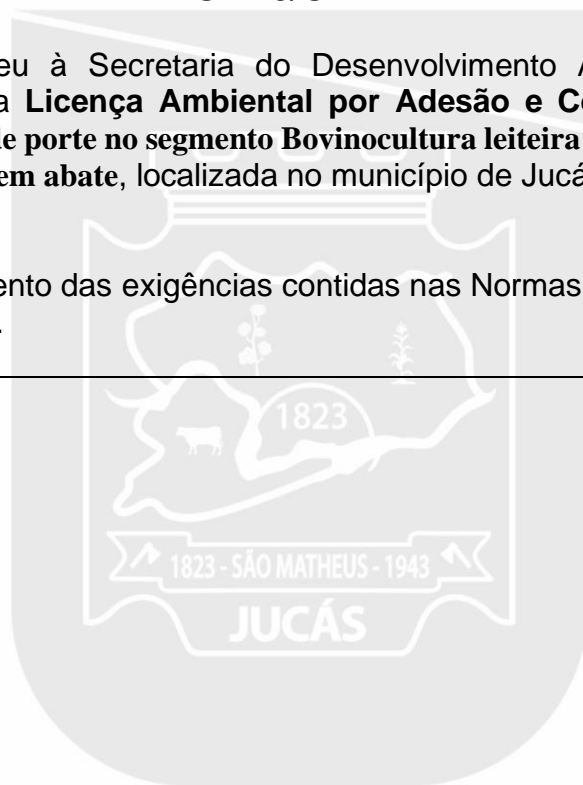 eu à Secretaria do Desenvolvimento A
a Licença Ambiental por Adesão e Co
de porte no segmento Bovinocultura leiteira
em abate, localizada no município de Jucá
ento das exigências contidas nas Normas
.
1823
1823 - SÃO MATHEUS - 1943
JUCÁS